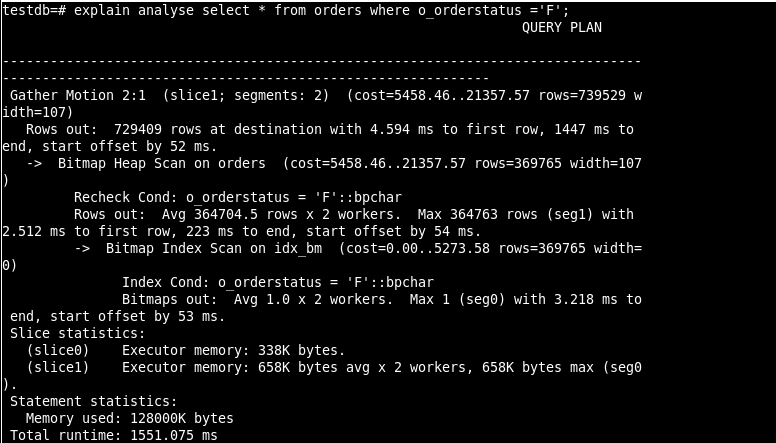 testdb=# explain analyse select * from orders where o_orderstatus ='F';
QUERY PLAN
--------------------------------------------------------------------------------
-------------------------------------------------------------
Gather Motion 2:1  (slice1; segments: 2)  (cost=5458.46..21357.57 rows=739529 w
idth=107)
Rows out:  729409 rows at destination with 4.594 ms to first row, 1447 ms to
end, start offset by 52 ms.
->  Bitmap Heap Scan on orders  (cost=5458.46..21357.57 rows=369765 width=107
)
Recheck Cond: o_orderstatus = 'F'::bpchar
Rows out:  Avg 364704.5 rows x 2 workers.  Max 364763 rows (seg1) with
2.512 ms to first row, 223 ms to end, start offset by 54 ms.
->  Bitmap Index Scan on idx_bm  (cost=0.00..5273.58 rows=369765 width=
0)
Index Cond: o_orderstatus = 'F'::bpchar
Bitmaps out:  Avg 1.0 x 2 workers.  Max 1 (seg0) with 3.218 ms to
end, start offset by 53 ms.
Slice statistics:
(slice0)    Executor memory: 338K bytes.
(slice1)    Executor memory: 658K bytes avg x 2 workers, 658K bytes max (seg0
).
Statement statistics:
Memory used: 128000K bytes
Total runtime: 1551.075 ms